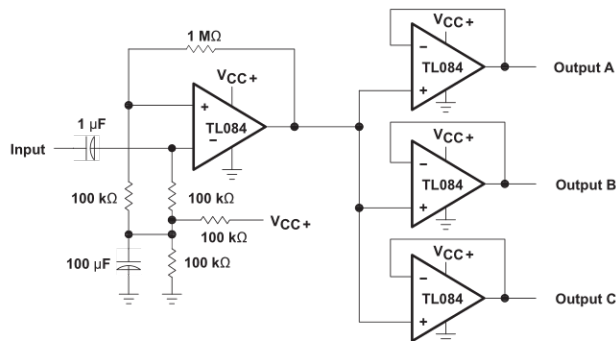 1 MΩ
VCC+
+
TL084
−
1 µF
Input
100 kΩ
100 kΩ
VCC+
100 kΩ
100 µF
100 kΩ
VCC+
−
TL084
+
Output A
VCC+
−
TL084
+
Output B
VCC+
−
TL084
+
Output C